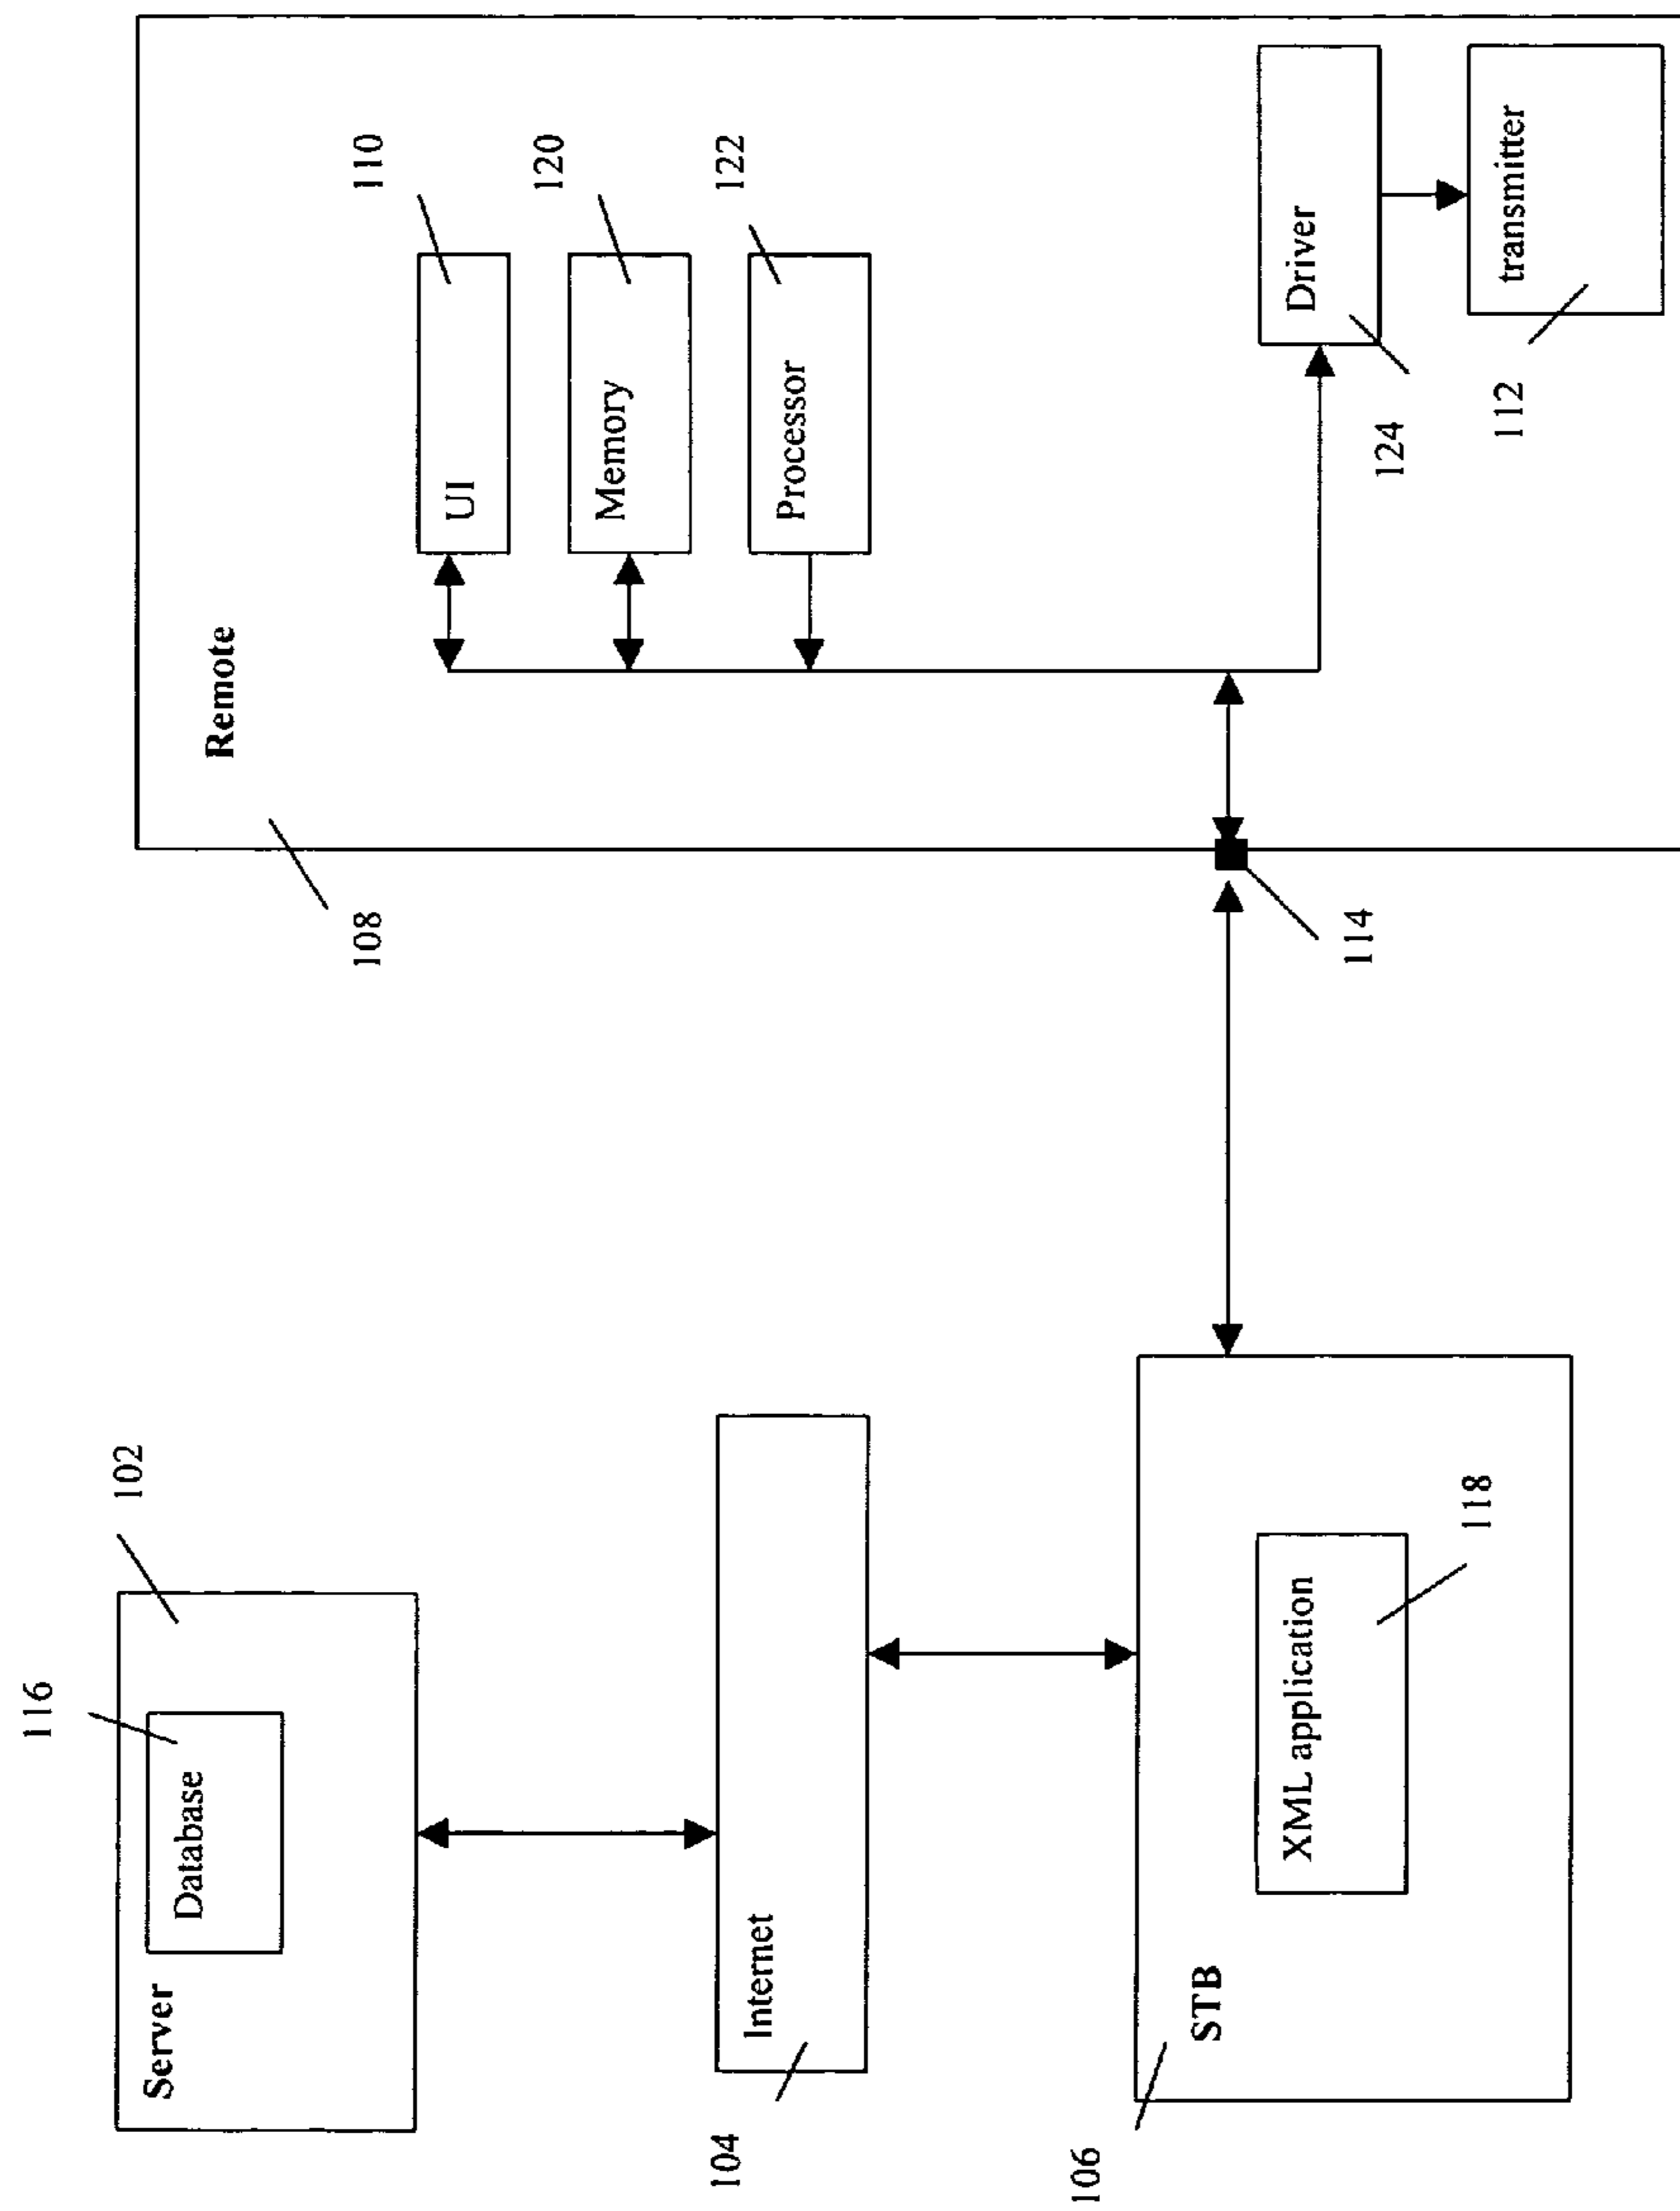 Server
102
116
Database
Internet
104
STB
106
XML application
118
Remote
108
UI
110
Memory
120
Processor
122
114
Driver
124
transmitter
112